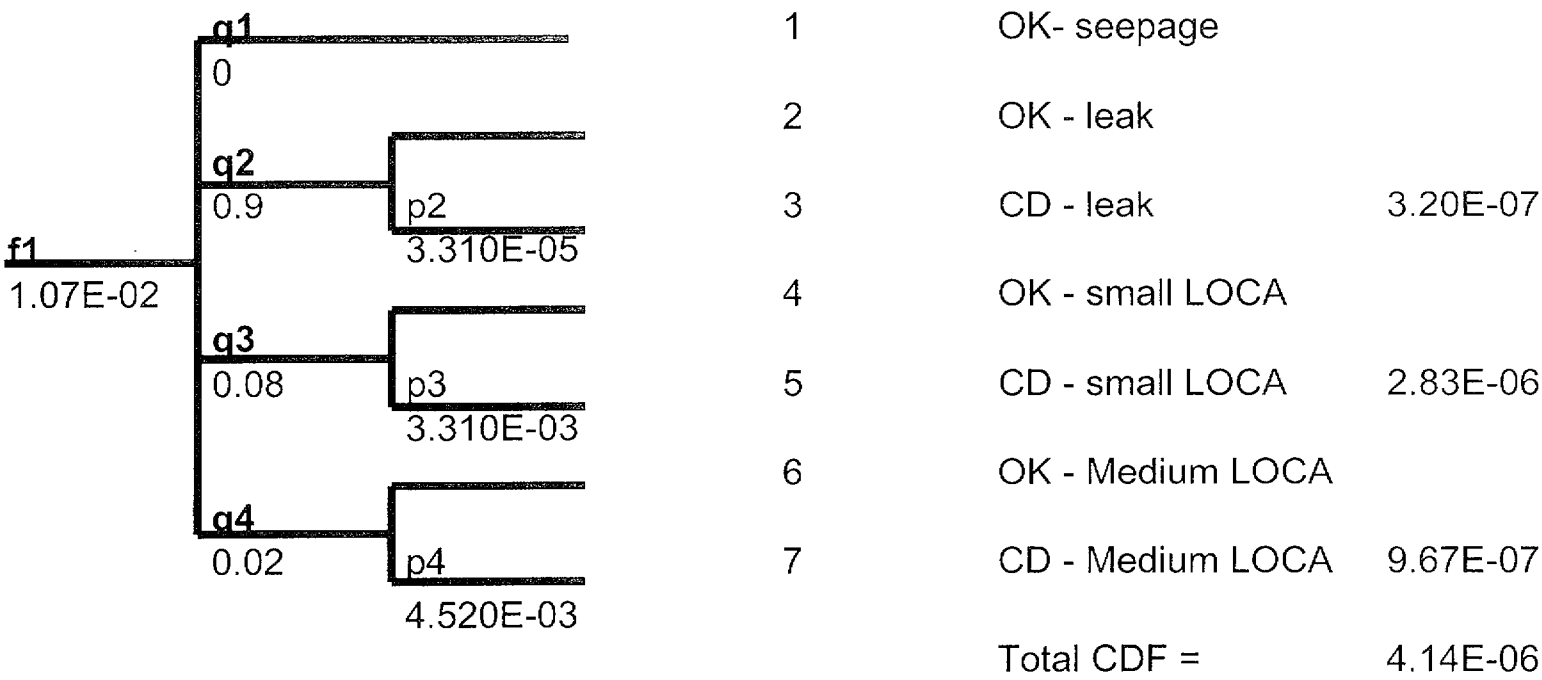 q1 1 OK- seepage
0
2 OK - leak
q2
0.9 p2 3 CD - leak 3.20E-07
3.310E-05
f1
1.07E-02 4 OK - small LOCA
q3
0.08 p3 5 CD - small LOCA 2.83E-06
3.310E-03
6 OK - Medium LOCA
q4
0.02 p4 7 CD - Medium LOCA 9.67E-07
4.520E-03
Total CDF = 4.14E-06